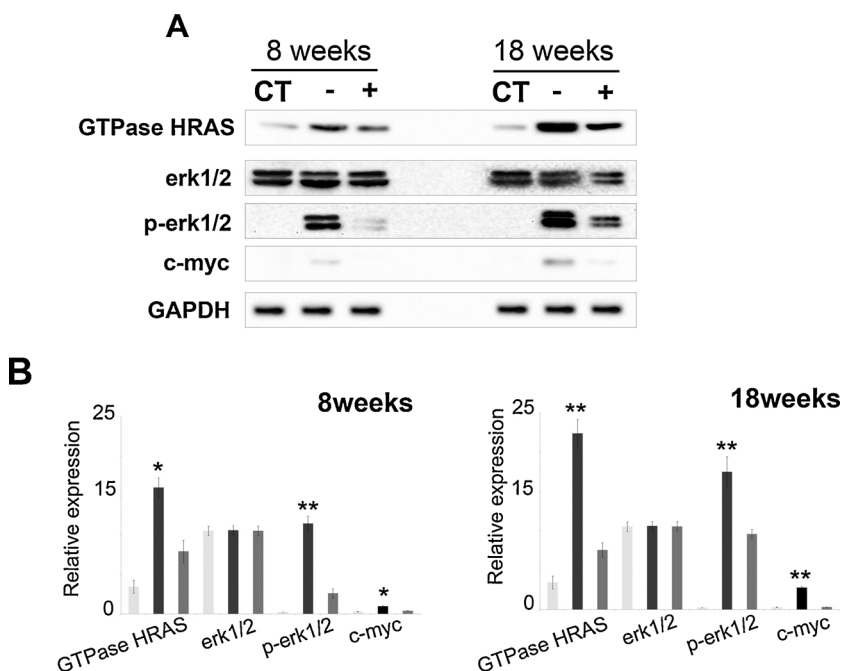 A
8 weeks 18 weeks
CT - + CT - +
GTPase HRAS
erk1/2
p-erk1/2
c-myc
GAPDH
B
8weeks 18weeks
25 25
15 15
0 0
Relative expression Relative expression
* ** * ** ** **
GTPase HRAS erk1/2 p-erk1/2 c-myc GTPase HRAS erk1/2 p-erk1/2 c-myc